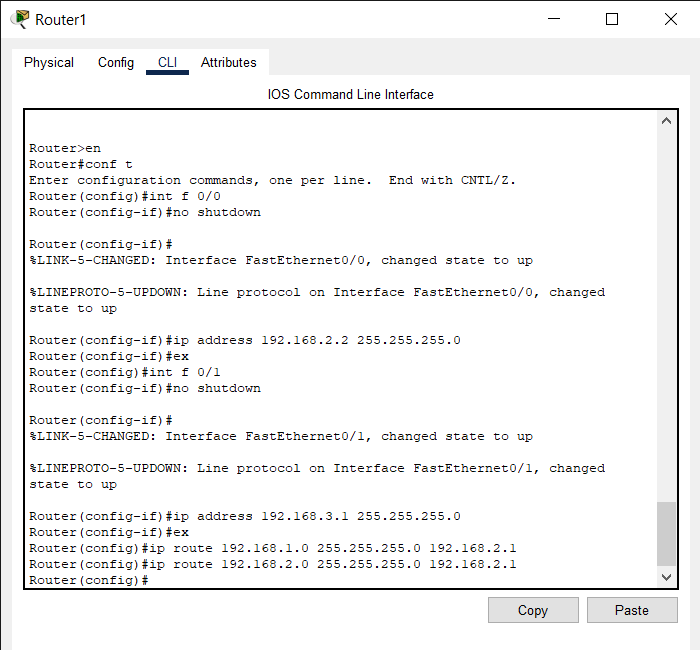 Router1
Physical Config CLI Attributes
IOS Command Line Interface
Router>en
Router#conf t
Enter configuration commands, one per line.  End with CNTL/Z.
Router(config)#int f 0/0
Router(config-if)#no shutdown
Router(config-if)#
%LINK-5-CHANGED: Interface FastEthernet0/0, changed state to up
%LINEPROTO-5-UPDOWN: Line protocol on Interface FastEthernet0/0, changed
state to up
Router(config-if)#ip address 192.168.2.2 255.255.255.0
Router(config-if)#ex
Router(config)#int f 0/1
Router(config-if)#no shutdown
Router(config-if)#
%LINK-5-CHANGED: Interface FastEthernet0/1, changed state to up
%LINEPROTO-5-UPDOWN: Line protocol on Interface FastEthernet0/1, changed
state to up
Router(config-if)#ip address 192.168.3.1 255.255.255.0
Router(config-if)#ex
Router(config)#ip route 192.168.1.0 255.255.255.0 192.168.2.1
Router(config)#ip route 192.168.2.0 255.255.255.0 192.168.2.1
Router(config)#
Copy Paste